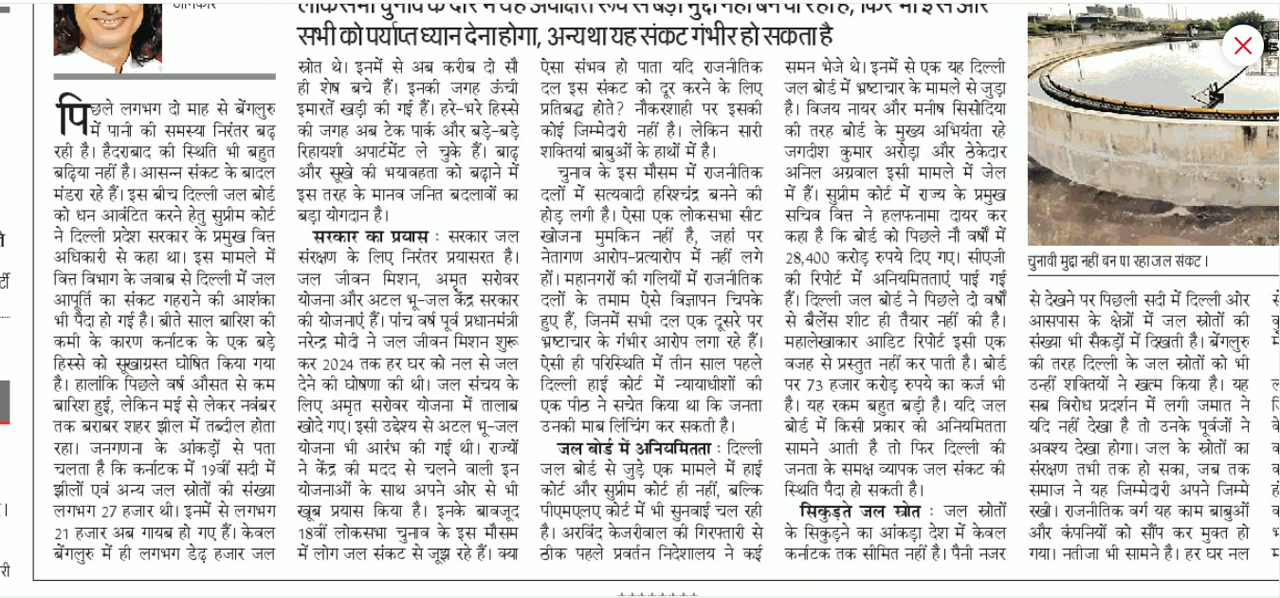 जानकार
लोकसभा चुनाव के दौर में यह अपेक्षित रूप से बड़ा मुद्दा नहीं बन पा रहा है, फिर भी इस ओर
सभी को पर्याप्त ध्यान देना होगा, अन्यथा यह संकट गंभीर हो सकता है
पिछले लगभग दो माह से बेंगलुरु
में पानी की समस्या निरंतर बढ़
रही है। हैदराबाद की स्थिति भी बहुत
बढ़िया नहीं है। आसन्न संकट के बादल
मंडरा रहे हैं। इस बीच दिल्ली जल बोर्ड
को धन आवंटित करने हेतु सुप्रीम कोर्ट
ने दिल्ली प्रदेश सरकार के प्रमुख वित्त
अधिकारी से कहा था। इस मामले में
वित्त विभाग के जवाब से दिल्ली में जल
आपूर्ति का संकट गहराने की आशंका
भी पैदा हो गई है। बीते साल बारिश की
कमी के कारण कर्नाटक के एक बड़े
हिस्से को सूखाग्रस्त घोषित किया गया
है। हालांकि पिछले वर्ष औसत से कम
बारिश हुई, लेकिन मई से लेकर नवंबर
तक बराबर शहर झील में तब्दील होता
रहा। जनगणना के आंकड़ों से पता
चलता है कि कर्नाटक में 19वीं सदी में
झीलों एवं अन्य जल स्रोतों की संख्या
लगभग 27 हजार थी। इनमें से लगभग
21 हजार अब गायब हो गए हैं। केवल
बेंगलुरु में ही लगभग डेढ़ हजार जल
स्रोत थे। इनमें से अब करीब दो सौ
ही शेष बचे हैं। इनकी जगह ऊंची
इमारतें खड़ी की गई हैं। हरे-भरे हिस्से
की जगह अब टेक पार्क और बड़े-बड़े
रिहायशी अपार्टमेंट ले चुके हैं। बाढ़
और सूखे की भयावहता को बढ़ाने में
इस तरह के मानव जनित बदलावों का
बड़ा योगदान है।
सरकार का प्रयास : सरकार जल
संरक्षण के लिए निरंतर प्रयासरत है।
जल जीवन मिशन, अमृत सरोवर
योजना और अटल भू-जल केंद्र सरकार
की योजनाएं हैं। पांच वर्ष पूर्व प्रधानमंत्री
नरेन्द्र मोदी ने जल जीवन मिशन शुरू
कर 2024 तक हर घर को नल से जल
देने की घोषणा की थी। जल संचय के
लिए अमृत सरोवर योजना में तालाब
खोदे गए। इसी उद्देश्य से अटल भू-जल
योजना भी आरंभ की गई थी। राज्यों
ने केंद्र की मदद से चलने वाली इन
योजनाओं के साथ अपने ओर से भी
खूब प्रयास किया है। इनके बावजूद
18वीं लोकसभा चुनाव के इस मौसम
में लोग जल संकट से जूझ रहे हैं। क्या
ऐसा संभव हो पाता यदि राजनीतिक
दल इस संकट को दूर करने के लिए
प्रतिबद्ध होते? नौकरशाही पर इसकी
कोई जिम्मेदारी नहीं है। लेकिन सारी
शक्तियां बाबुओं के हाथों में है।
चुनाव के इस मौसम में राजनीतिक
दलों में सत्यवादी हरिश्चंद्र बनने की
होड़ लगी है। ऐसा एक लोकसभा सीट
खोजना मुमकिन नहीं है, जहां पर
नेतागण आरोप-प्रत्यारोप में नहीं लगे
हों। महानगरों की गलियों में राजनीतिक
दलों के तमाम ऐसे विज्ञापन चिपके
हुए हैं, जिनमें सभी दल एक दूसरे पर
भ्रष्टाचार के गंभीर आरोप लगा रहे हैं।
ऐसी ही परिस्थिति में तीन साल पहले
दिल्ली हाई कोर्ट में न्यायाधीशों की
एक पीठ ने सचेत किया था कि जनता
उनकी माब लिंचिंग कर सकती है।
जल बोर्ड में अनियमितता : दिल्ली
जल बोर्ड से जुड़े एक मामले में हाई
कोर्ट और सुप्रीम कोर्ट ही नहीं, बल्कि
पीएमएलए कोर्ट में भी सुनवाई चल रही
है। अरविंद केजरीवाल की गिरफ्तारी से
ठीक पहले प्रवर्तन निदेशालय ने कई
समन भेजे थे। इनमें से एक यह दिल्ली
जल बोर्ड में भ्रष्टाचार के मामले से जुड़ा
है। विजय नायर और मनीष सिसोदिया
की तरह बोर्ड के मुख्य अभियंता रहे
जगदीश कुमार अरोड़ा और ठेकेदार
अनिल अग्रवाल इसी मामले में जेल
में हैं। सुप्रीम कोर्ट में राज्य के प्रमुख
सचिव वित्त ने हलफनामा दायर कर
कहा है कि बोर्ड को पिछले नौ वर्षों में
28,400 करोड़ रुपये दिए गए। सीएजी
की रिपोर्ट में अनियमितताएं पाई गई
हैं। दिल्ली जल बोर्ड ने पिछले दो वर्षों
से बैलेंस शीट ही तैयार नहीं की है।
महालेखाकार आडिट रिपोर्ट इसी एक
वजह से प्रस्तुत नहीं कर पाती है। बोर्ड
पर 73 हजार करोड़ रुपये का कर्ज भी
है। यह रकम बहुत बड़ी है। यदि जल
बोर्ड में किसी प्रकार की अनियमितता
सामने आती है तो फिर दिल्ली की
जनता के समक्ष व्यापक जल संकट की
स्थिति पैदा हो सकती है।
सिकुड़ते जल स्रोत : जल स्रोतों
के सिकुड़ने का आंकड़ा देश में केवल
कर्नाटक तक सीमित नहीं है। पैनी नजर
चुनावी मुद्दा नहीं बन पा रहा जल संकट।
से देखने पर पिछली सदी में दिल्ली और
आसपास के क्षेत्रों में जल स्रोतों की
संख्या भी सैकड़ों में दिखती है। बेंगलुरु
की तरह दिल्ली के जल स्रोतों को भी
उन्हीं शक्तियों ने खत्म किया है। यह
सब विरोध प्रदर्शन में लगी जमात ने
यदि नहीं देखा है तो उनके पूर्वजों ने
अवश्य देखा होगा। जल के स्रोतों का
संरक्षण तभी तक हो सका, जब तक
समाज ने यह जिम्मेदारी अपने जिम्मे
रखी। राजनीतिक वर्ग यह काम बाबुओं
और कंपनियों को सौंप कर मुक्त हो
गया। नतीजा भी सामने है। हर घर नल